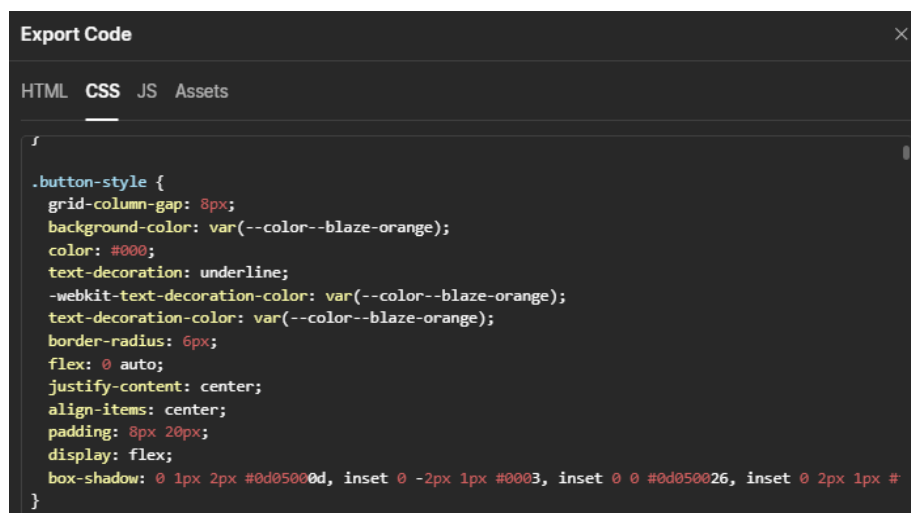 Export Code
HTML CSS JS Assets
}
.button-style {
grid-column-gap: 8px;
background-color: var(--color--blaze-orange);
color: #000;
text-decoration: underline;
-webkit-text-decoration-color: var(--color--blaze-orange);
text-decoration-color: var(--color--blaze-orange);
border-radius: 6px;
flex: 0 auto;
justify-content: center;
align-items: center;
padding: 8px 20px;
display: flex;
box-shadow: 0 1px 2px #0d05000d, inset 0 -2px 1px #0003, inset 0 0 #0d050026, inset 0 2px 1px #
}